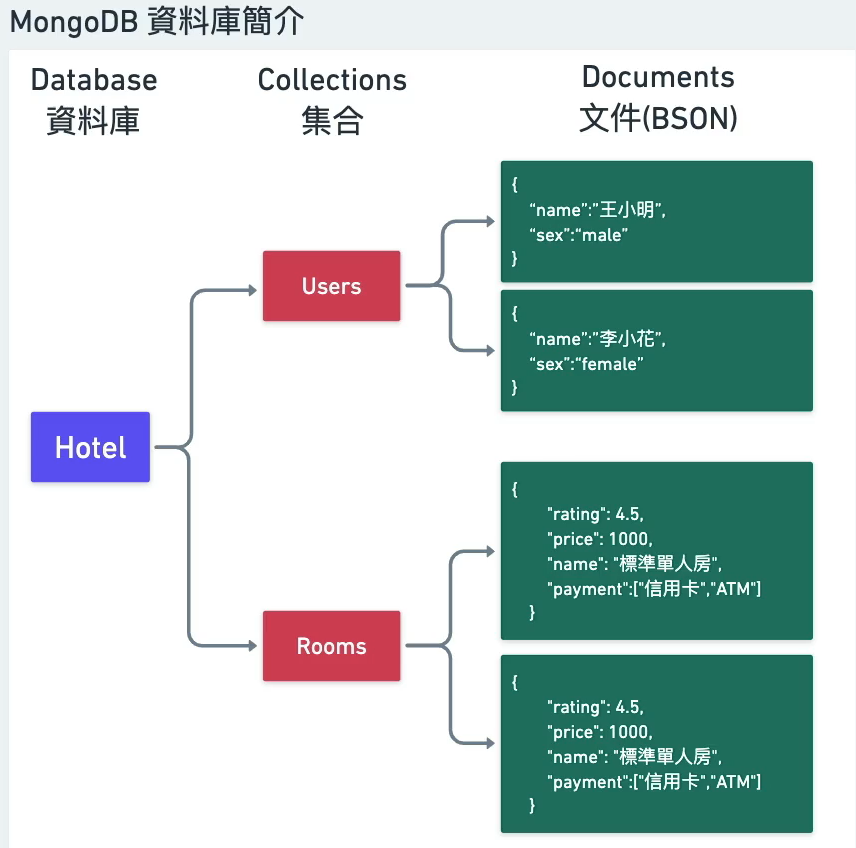 MongoDB 資料庫簡介
Database
資料庫
Collections
集合
Documents
文件(BSON)
Hotel
Users
{
“name”:”王小明”,
“sex”:“male”
}
{
“name”:”李小花”,
“sex”:“female”
}
Rooms
{
"rating": 4.5,
"price": 1000,
"name": "標準單人房",
"payment":["信用卡","ATM"]
}
{
"rating": 4.5,
"price": 1000,
"name": "標準單人房",
"payment":["信用卡","ATM"]
}